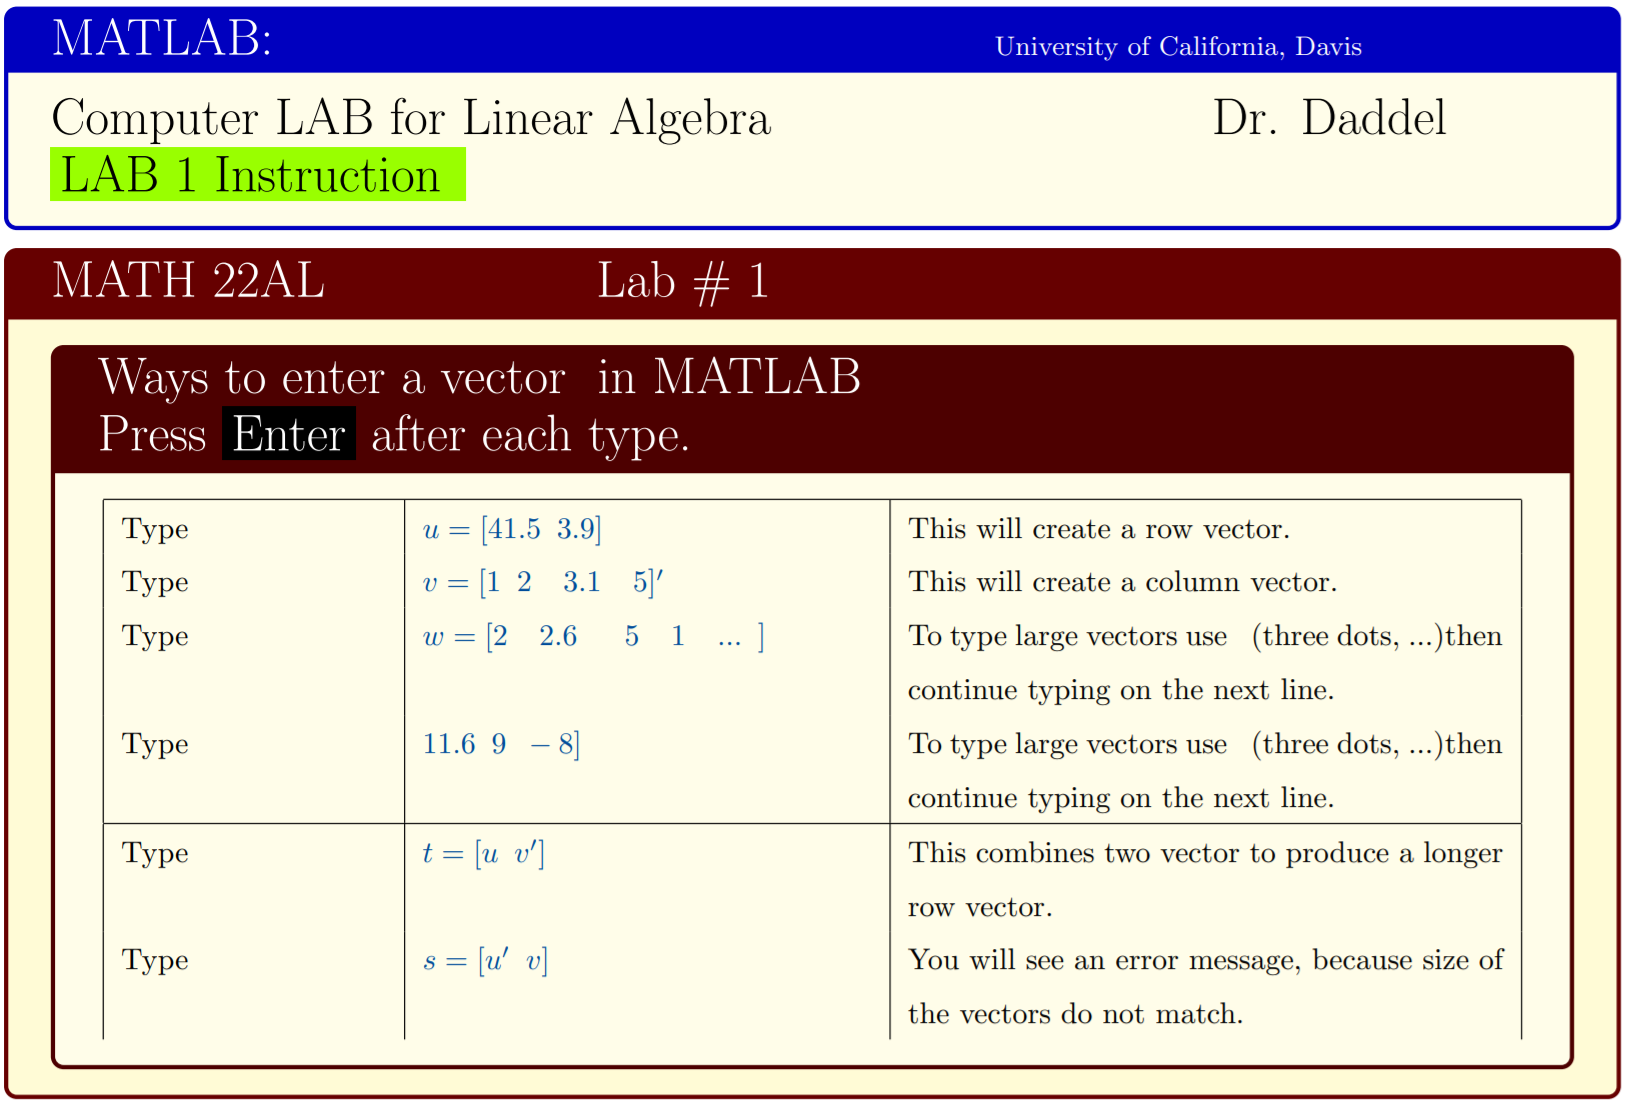 MATLAB: University of California, Davis
Computer LAB for Linear Algebra Dr. Daddel
LAB 1 Instruction
MATH 22AL Lab # 1
Ways to enter a vector in MATLAB
Press Enter after each type.
Type u = [41.5 3.9] This will create a row vector.
Type v = [1 2 3.1 5]′ This will create a column vector.
Type w = [2 2.6 5 1 ... ] To type large vectors use (three dots, ...)then
continue typing on the next line.
Type 11.6 9 − 8] To type large vectors use (three dots, ...)then
continue typing on the next line.
Type t = [u v′] This combines two vector to produce a longer
row vector.
Type s = [u′ v] You will see an error message, because size of
the vectors do not match.